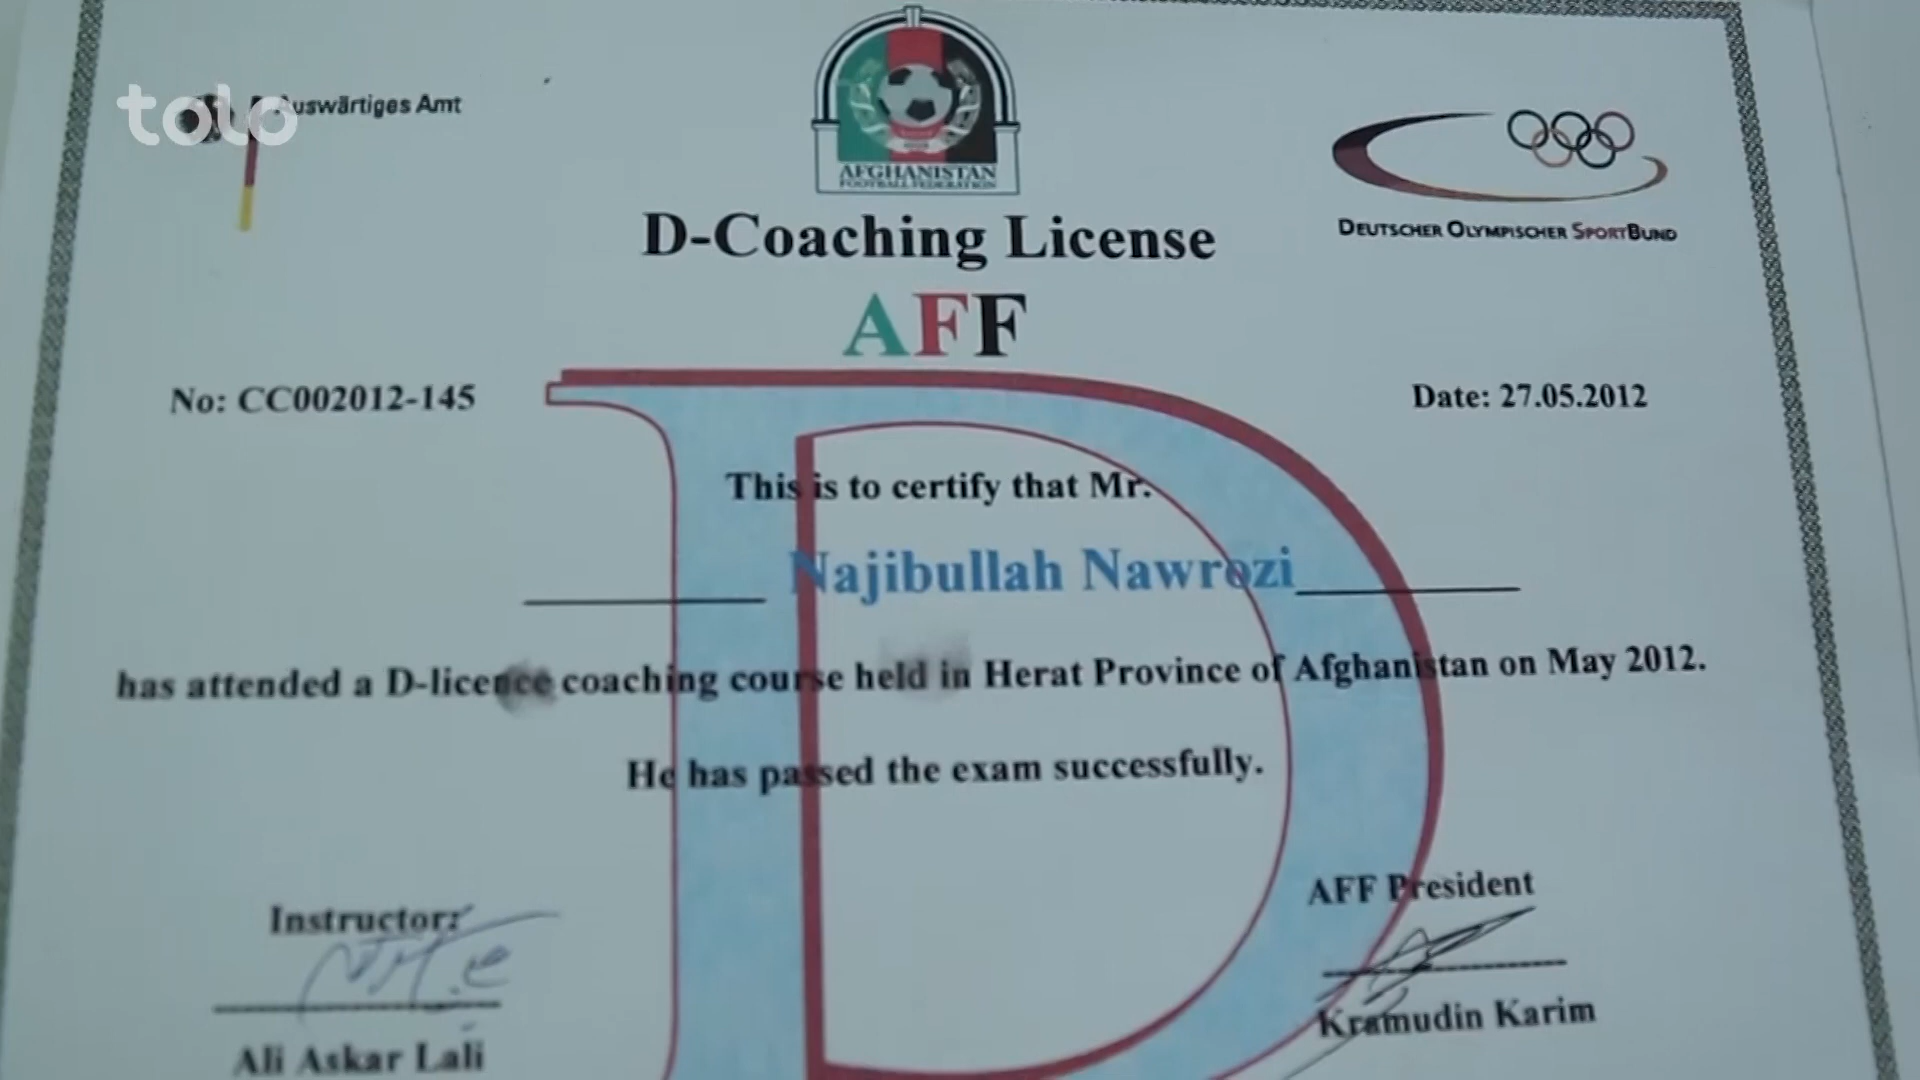 tolo
Auswärtiges Amt
AFGHANISTAN
FOOTBALL FEDERATION
DEUTSCHER OLYMPISCHER SPORTBUND
D-Coaching License
AFF
No: CC002012-145
Date: 27.05.2012
D
This is to certify that Mr.
Najibullah Nawrozi
has attended a D-licence coaching course held in Herat Province of Afghanistan on May 2012.
He has passed the exam successfully.
Instructor:
AFF President
Ali Askar Lali
Kramudin Karim